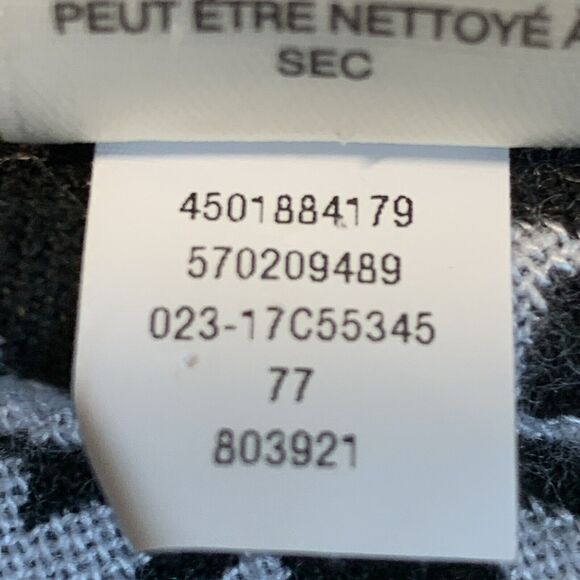 PEUT ÊTRE NETTOYÉ À
SEC
4501884179
570209489
023-17C55345
77
803921